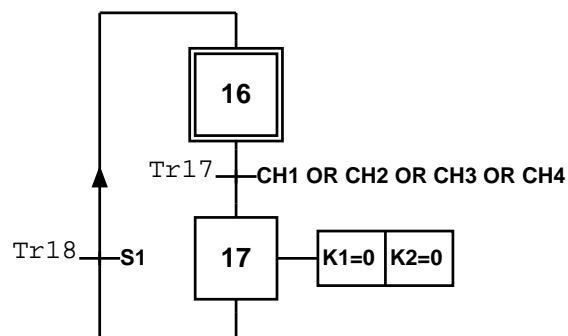 16
Tr17 CH1 OR CH2 OR CH3 OR CH4
Tr18 S1 17 K1=0 K2=0